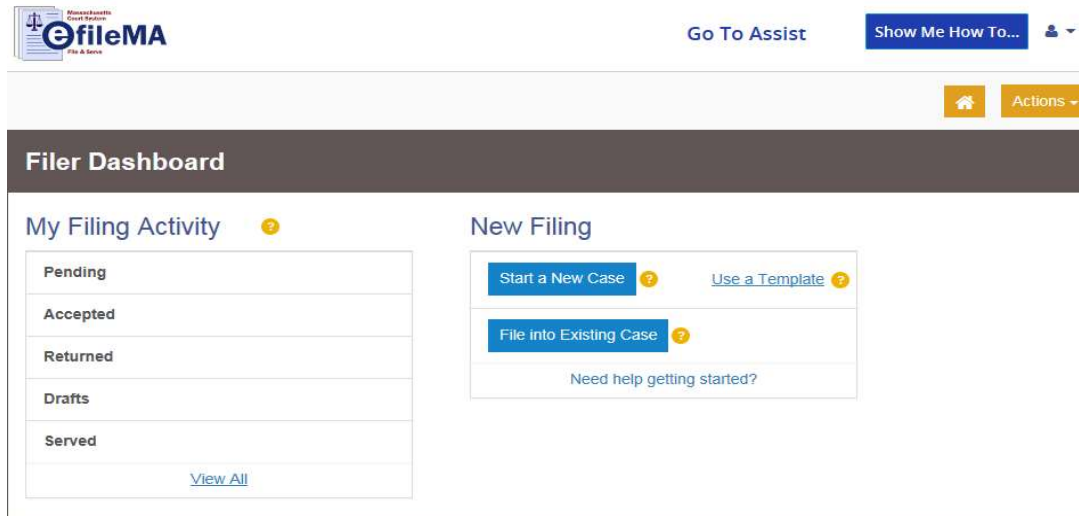 Massachusetts
Court System
efileMA
File & Serve
Go To Assist
Show Me How To...
Actions
Filer Dashboard
My Filing Activity ?
Pending
Accepted
Returned
Drafts
Served
View All
New Filing
Start a New Case ? Use a Template ?
File into Existing Case ?
Need help getting started?